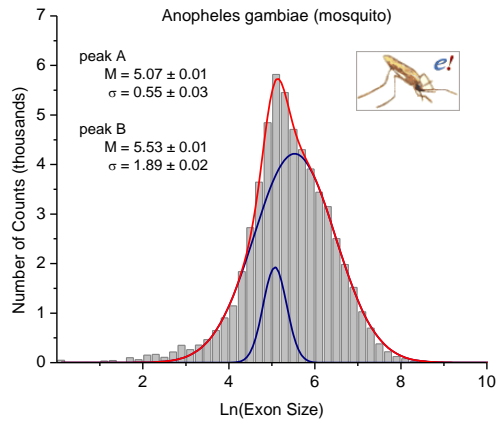 Anopheles gambiae (mosquito)
peak A
M = 5.07 ± 0.01
σ = 0.55 ± 0.03
peak B
M = 5.53 ± 0.01
σ = 1.89 ± 0.02
e!
Number of Counts (thousands)
7
6
5
4
3
2
1
0
2
4
6
8
10
Ln(Exon Size)